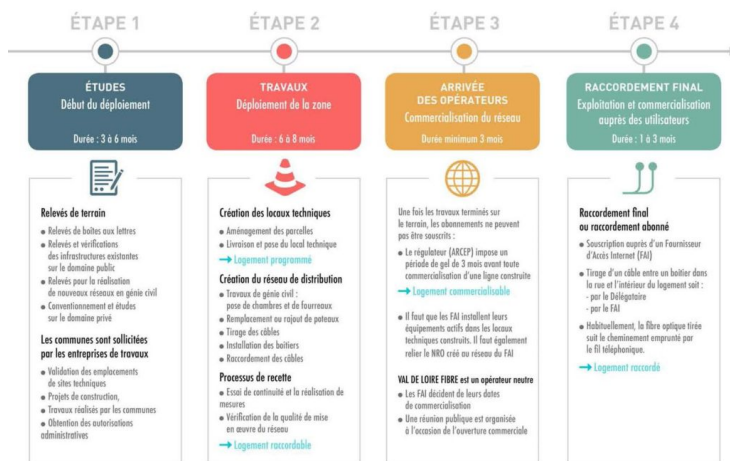 ÉTAPE 1
ÉTUDES
Début du déploiement
Durée : 3 à 6 mois
Relevés de terrain
● Relevés de boîtes aux lettres
● Relevés et vérifications
des infrastructures existantes
sur le domaine public
● Relevés pour la réalisation
de nouveaux réseaux en génie civil
● Conventionnement et études
sur le domaine privé
Les communes sont sollicitées
par les entreprises de travaux
● Validation des emplacements
de sites techniques
● Projets de construction,
● Travaux réalisés par les communes
● Obtention des autorisations
administratives
ÉTAPE 2
TRAVAUX
Déploiement de la zone
Durée : 6 à 8 mois
Création des locaux techniques
● Aménagement des parcelles
● Livraison et pose du local technique
→ Logement programmé
Création du réseau de distribution
● Travaux de génie civil :
pose de chambres et de fourreaux
● Remplacement ou rajout de poteaux
● Tirage des câbles
● Installation des boîtiers
● Raccordement des câbles
Processus de recette
● Essai de continuité et la réalisation de
mesures
● Vérification de la qualité de mise
en œuvre du réseau
→ Logement raccordable
ÉTAPE 3
ARRIVÉE
DES OPÉRATEURS
Commercialisation du réseau
Durée minimum 3 mois
Une fois les travaux terminés sur
le terrain, les abonnements ne peuvent
pas être souscrits :
● Le régulateur (ARCEP) impose un
période de gel de 3 mois avant toute
commercialisation d'une ligne construite
→ Logement commercialisable
● Il faut que les FAI installent leurs
équipements actifs dans les locaux
techniques construits. Il faut également
relier le NRO créé au réseau du FAI
VAL DE LOIRE FIBRE est un opérateur neutre
● Les FAI décident de leurs dates
de commercialisation
● Une réunion publique est organisée
à l'occasion de l'ouverture commerciale
ÉTAPE 4
RACCORDEMENT FINAL
Exploitation et commercialisation
auprès des utilisateurs
Durée : 1 à 3 mois
Raccordement final
ou raccordement abonné
● Souscription auprès d'un Fournisseur
d'Accès Internet (FAI)
● Tirage d'un câble entre un boitier dans
la rue et l'intérieur du logement soit :
- par le Délégataire
- par le FAI
● Habituellement, la fibre optique tirée
suit le cheminement emprunté par
le fil téléphonique.
→ Logement raccordé